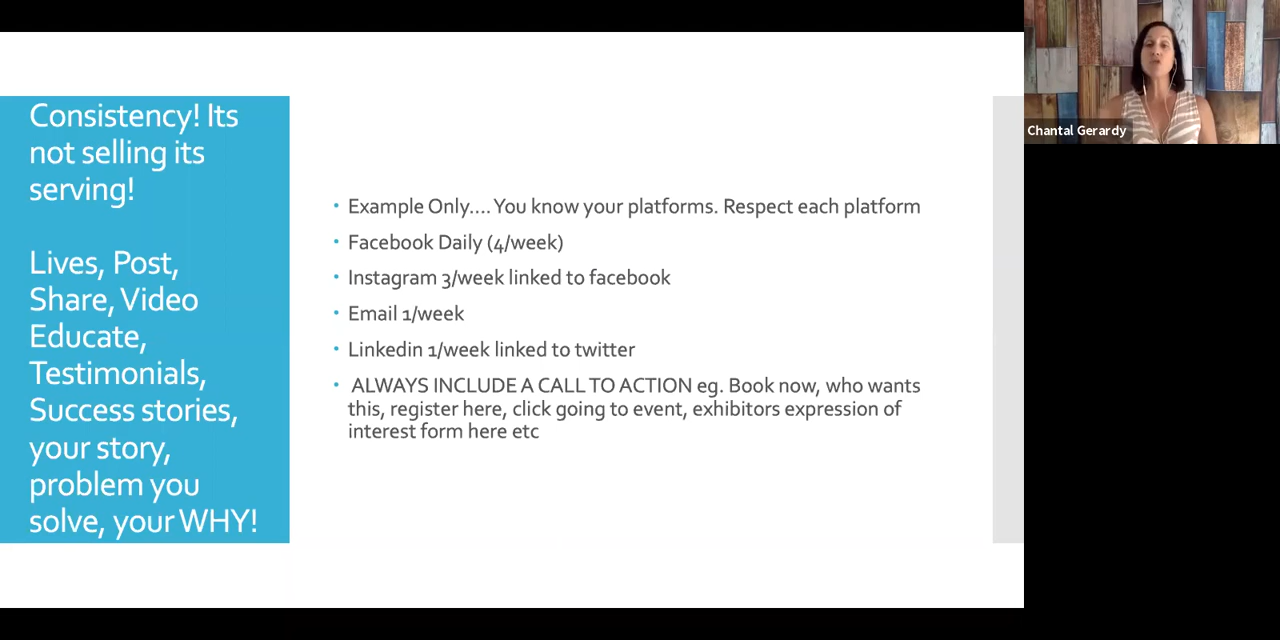 Consistency! Its
not selling its
serving!
Lives, Post,
Share, Video
Educate,
Testimonials,
Success stories,
your story,
problem you
solve, your WHY!
Example Only.... You know your platforms. Respect each platform
Facebook Daily (4/week)
Instagram 3/week linked to facebook
Email 1/week
Linkedin 1/week linked to twitter
ALWAYS INCLUDE A CALL TO ACTION eg. Book now, who wants
this, register here, click going to event, exhibitors expression of
interest form here etc
Chantal Gerardy